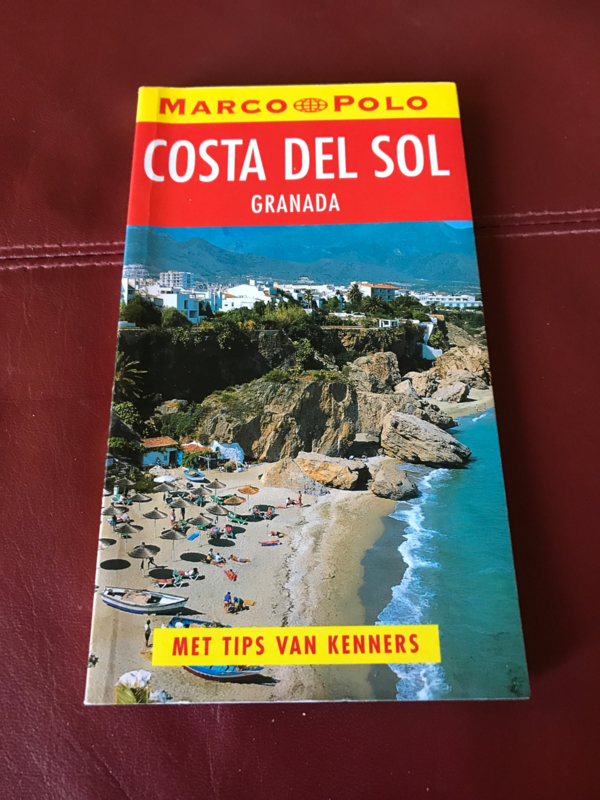 MARCO POLO
COSTA DEL SOL
GRANADA
MET TIPS VAN KENNERS